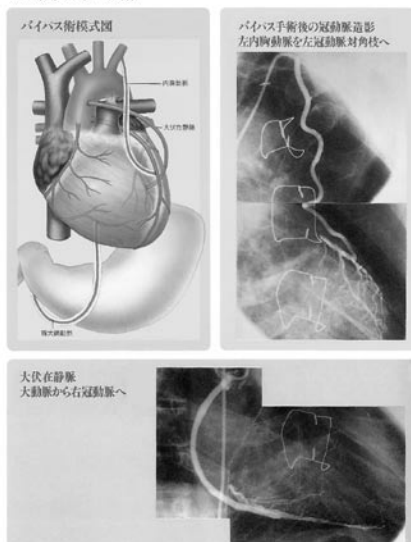 バイパス術模式図
内胸動脈
大伏在静脈
胃大網動脈
バイパス手術後の冠動脈造影
左内胸動脈を左冠動脈対角枝へ
大伏在静脈
大動脈から右冠動脈へ